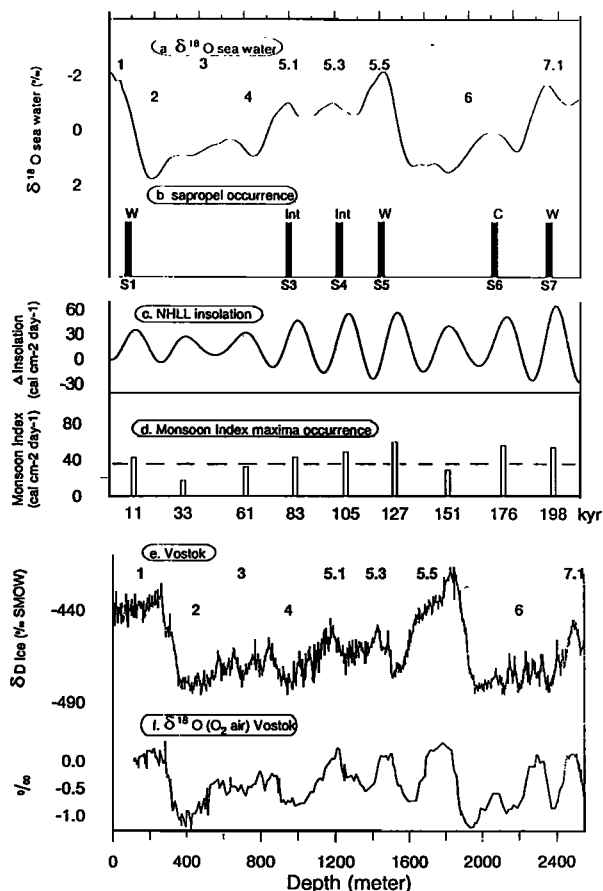 a. δ 18 O sea water
1 3 5.1 5.3 5.5 7.1
2 4 6
-2
0
2
δ 18 O sea water (‰)
b sapropel occurrence
W Int Int W C W
S1 S3 S4 S5 S6 S7
c. NHLL insolation
60
30
0
-30
Δ Insolation
(cal cm-2 day-1)
d. Monsoon Index maxima occurrence
80
40
0
Monsoon Index
(cal cm-2 day-1)
11 33 61 83 105 127 151 176 198 kyr
e. Vostok
1 3 5.1 5.3 5.5 7.1
2 4 6
-440
-490
δ D Ice (‰ SMOW)
f. δ 18 O (O2 air) Vostok
0.0
-0.5
-1.0
‰
0 400 800 1200 1600 2000 2400
Depth (meter)